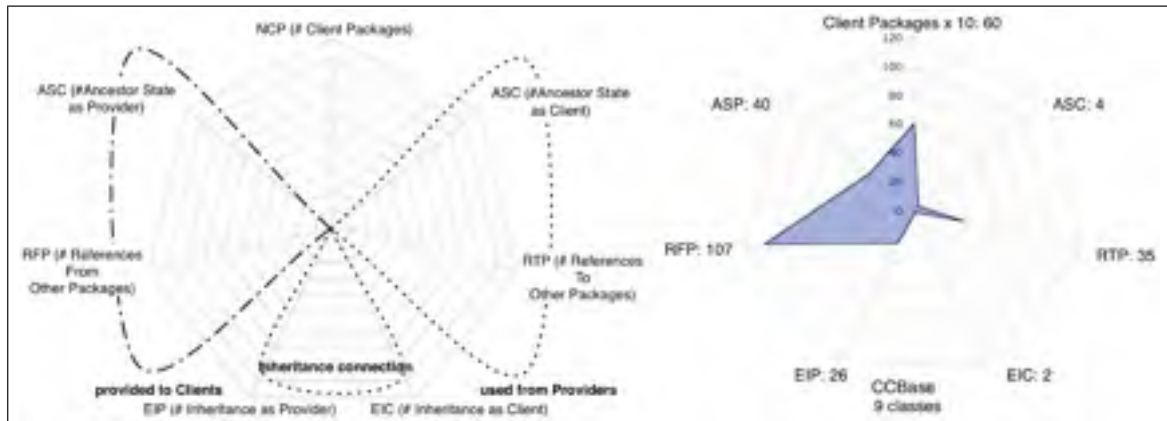 NCP (# Client Packages)
ASC (#Ancestor State
as Provider)
ASC (#Ancestor State
as Client)
RFP (# References
From
Other Packages)
RTP (# References
To
Other Packages)
Inheritance connection
provided to Clients
used from Providers
EIP (# Inheritance as Provider)
EIC (# Inheritance as Client)
Client Packages x 10: 60
120
100
80
60
40
20
0
ASP: 40
ASC: 4
RFP: 107
RTP: 35
EIP: 26
EIC: 2
CCBase
9 classes